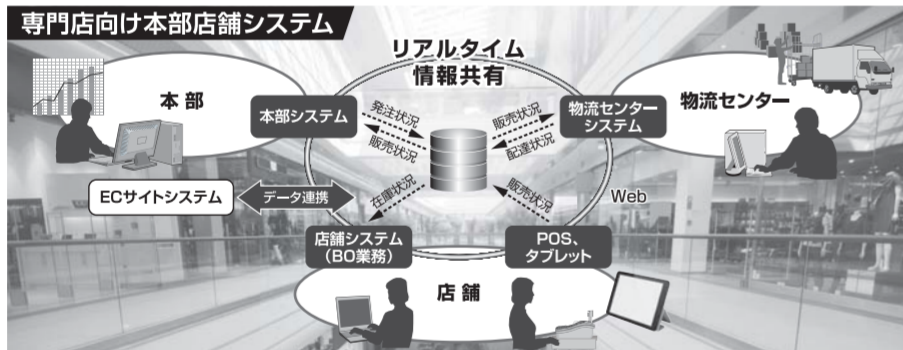 専門店向け本部店舗システム
リアルタイム
情報共有
本部
本部システム
発注状況
販売状況
販売状況
配達状況
物流センター
システム
物流センター
ECサイトシステム
データ連携
在庫状況
販売状況
Web
店舗システム
(BO業務)
POS、
タブレット
店舗